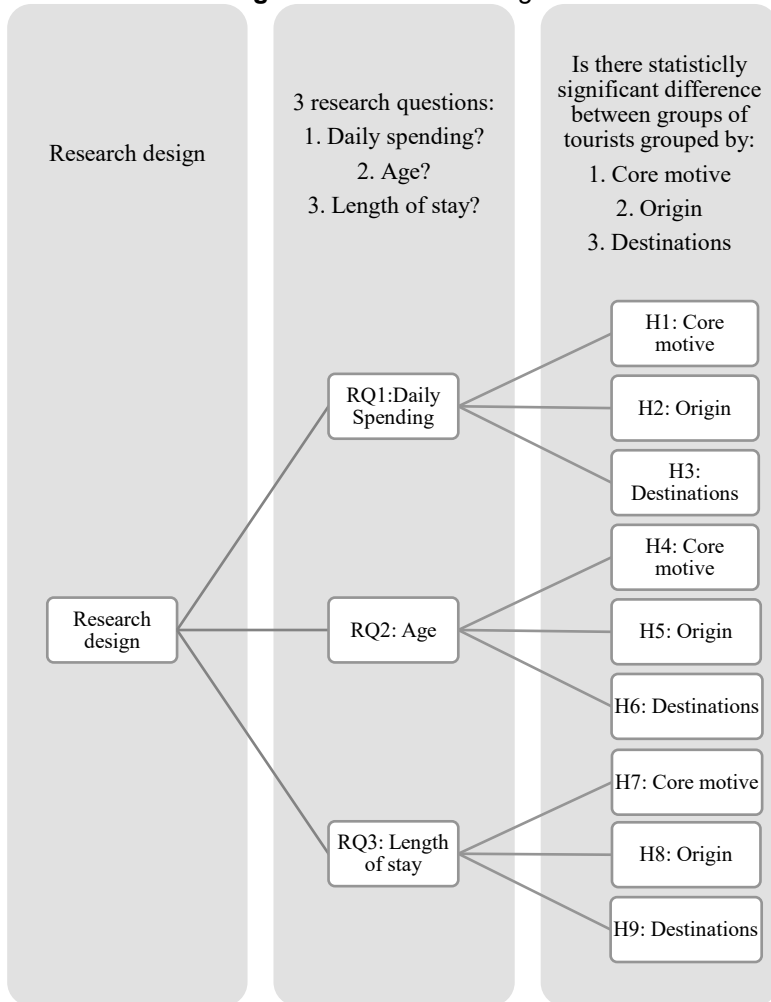 Research design
3 research questions:
1. Daily spending?
2. Age?
3. Length of stay?
Is there statisticlly
significant difference
between groups of
tourists grouped by:
1. Core motive
2. Origin
3. Destinations
Research
design
RQ1:Daily
Spending
H1: Core
motive
H2: Origin
H3:
Destinations
RQ2: Age
H4: Core
motive
H5: Origin
H6: Destinations
RQ3: Length
of stay
H7: Core motive
H8: Origin
H9: Destinations